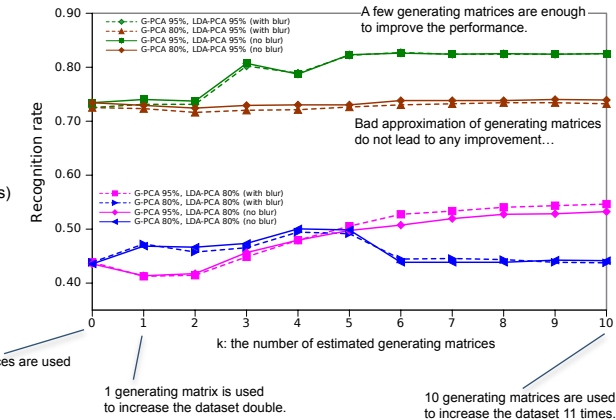 0.90
0.80
0.70
0.60
0.50
0.40
Recognition rate
G-PCA 95%, LDA-PCA 95% (with blur)
G-PCA 80%, LDA-PCA 95% (with blur)
G-PCA 95%, LDA-PCA 95% (no blur)
G-PCA 80%, LDA-PCA 95% (no blur)
A few generating matrices are enough
to improve the performance.
Bad approximation of generating matrices
do not lead to any improvement…
s)
G-PCA 95%, LDA-PCA 80% (with blur)
G-PCA 80%, LDA-PCA 80% (with blur)
G-PCA 95%, LDA-PCA 80% (no blur)
G-PCA 80%, LDA-PCA 80% (no blur)
0 1 2 3 4 5 6 7 8 9 10
k: the number of estimated generating matrices
ces are used
1 generating matrix is used
to increase the dataset double.
10 generating matrices are used
to increase the dataset 11 times.